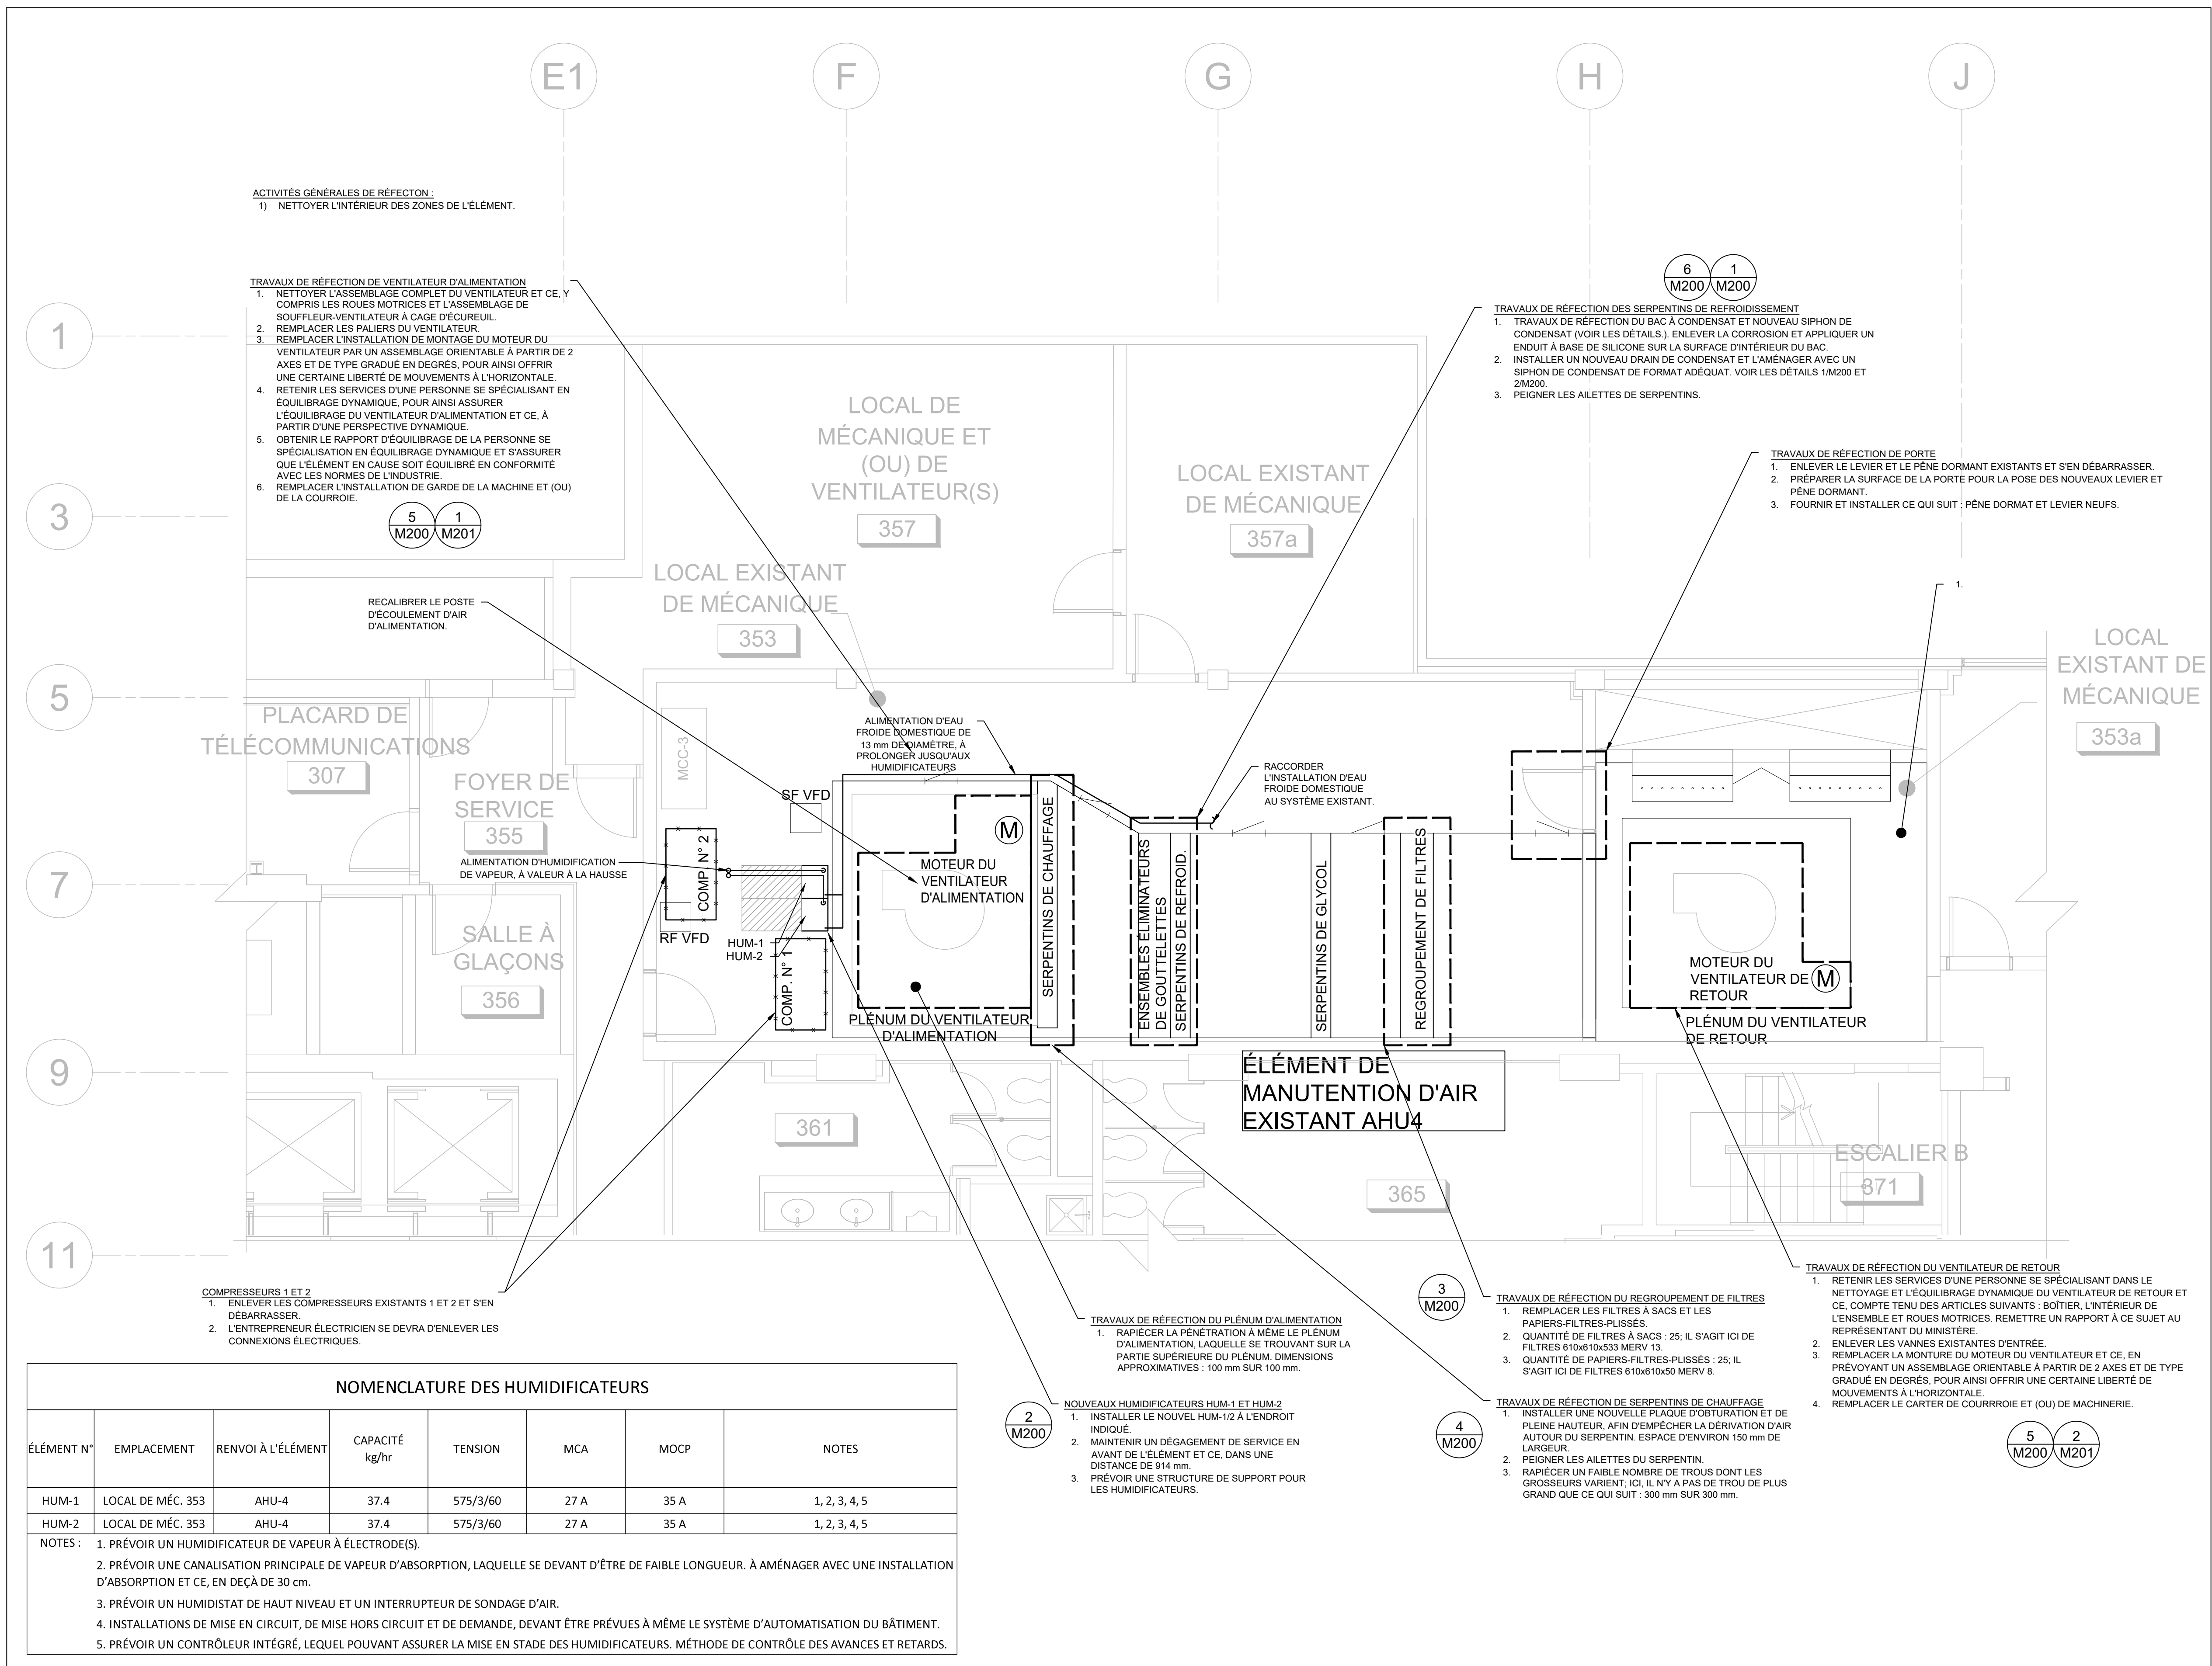 E1
F
G
H
J
1
3
5
7
9
11
ACTIVITÉS GÉNÉRALES DE RÉFECTON :
1) NETTOYER L'INTÉRIEUR DES ZONES DE L'ÉLÉMENT.
TRAVAUX DE RÉFECTION DE VENTILATEUR D'ALIMENTATION
1. NETTOYER L'ASSEMBLAGE COMPLET DU VENTILATEUR ET CE, Y
COMPRIS LES ROUES MOTRICES ET L'ASSEMBLAGE DE
SOUFFLEUR-VENTILATEUR À CAGE D'ÉCUREUIL.
2. REMPLACER LES PALIERS DU VENTILATEUR.
3. REMPLACER L'INSTALLATION DE MONTAGE DU MOTEUR DU
VENTILATEUR PAR UN ASSEMBLAGE ORIENTABLE À PARTIR DE 2
AXES ET DE TYPE GRADUÉ EN DEGRÉS, POUR AINSI OFFRIR
UNE CERTAINE LIBERTÉ DE MOUVEMENTS À L'HORIZONTALE.
4. RETENIR LES SERVICES D'UNE PERSONNE SE SPÉCIALISANT EN
ÉQUILIBRAGE DYNAMIQUE, POUR AINSI ASSURER
L'ÉQUILIBRAGE DU VENTILATEUR D'ALIMENTATION ET CE, À
PARTIR D'UNE PERSPECTIVE DYNAMIQUE.
5. OBTENIR LE RAPPORT D'ÉQUILIBRAGE DE LA PERSONNE SE
SPÉCIALISATION EN ÉQUILIBRAGE DYNAMIQUE ET S'ASSURER
QUE L'ÉLÉMENT EN CAUSE SOIT ÉQUILIBRÉ EN CONFORMITÉ
AVEC LES NORMES DE L'INDUSTRIE.
6. REMPLACER L'INSTALLATION DE GARDE DE LA MACHINE ET (OU)
DE LA COURROIE.
5 1
M200 M201
6 1
M200 M200
TRAVAUX DE RÉFECTION DES SERPENTINS DE REFROIDISSEMENT
1. TRAVAUX DE RÉFECTION DU BAC À CONDENSAT ET NOUVEAU SIPHON DE
CONDENSAT (VOIR LES DÉTAILS.). ENLEVER LA CORROSION ET APPLIQUER UN
ENDUIT À BASE DE SILICONE SUR LA SURFACE D'INTÉRIEUR DU BAC.
2. INSTALLER UN NOUVEAU DRAIN DE CONDENSAT ET L'AMÉNAGER AVEC UN
SIPHON DE CONDENSAT DE FORMAT ADÉQUAT. VOIR LES DÉTAILS 1/M200 ET
2/M200.
3. PEIGNER LES AILETTES DE SERPENTINS.
TRAVAUX DE RÉFECTION DE PORTE
1. ENLEVER LE LEVIER ET LE PÊNE DORMANT EXISTANTS ET S'EN DÉBARRASSER.
2. PRÉPARER LA SURFACE DE LA PORTE POUR LA POSE DES NOUVEAUX LEVIER ET
PÊNE DORMANT.
3. FOURNIR ET INSTALLER CE QUI SUIT : PÊNE DORMAT ET LEVIER NEUFS.
1.
LOCAL DE
MÉCANIQUE ET
(OU) DE
VENTILATEUR(S)
357
LOCAL EXISTANT
DE MÉCANIQUE
357a
LOCAL EXISTANT
DE MÉCANIQUE
353
LOCAL
EXISTANT DE
MÉCANIQUE
353a
RECALIBRER LE POSTE
D'ÉCOULEMENT D'AIR
D'ALIMENTATION.
PLACARD DE
TÉLÉCOMMUNICATIONS
307
FOYER DE
SERVICE
355
SALLE À
GLAÇONS
356
MCC-3
SF VFD
RF VFD
COMP. N° 2
COMP. N° 1
ALIMENTATION D'HUMIDIFICATION
DE VAPEUR, À VALEUR À LA HAUSSE
HUM-1
HUM-2
ALIMENTATION D'EAU
FROIDE DOMESTIQUE DE
13 mm DE DIAMÈTRE, À
PROLONGER JUSQU'AUX
HUMIDIFICATEURS
RACCORDER
L'INSTALLATION D'EAU
FROIDE DOMESTIQUE
AU SYSTÈME EXISTANT.
M
MOTEUR DU
VENTILATEUR
D'ALIMENTATION
PLÉNUM DU VENTILATEUR
D'ALIMENTATION
SERPENTINS DE CHAUFFAGE
ENSEMBLES ÉLIMINATEURS
DE GOUTTELETTES
SERPENTINS DE REFROID.
SERPENTINS DE GLYCOL
REGROUPEMENT DE FILTRES
MOTEUR DU
VENTILATEUR DE
RETOUR
M
PLÉNUM DU VENTILATEUR
DE RETOUR
ÉLÉMENT DE
MANUTENTION D'AIR
EXISTANT AHU4
361
365
ESCALIER B
371
COMPRESSEURS 1 ET 2
1. ENLEVER LES COMPRESSEURS EXISTANTS 1 ET 2 ET S'EN
DÉBARRASSER.
2. L'ENTREPRENEUR ÉLECTRICIEN SE DEVRA D'ENLEVER LES
CONNEXIONS ÉLECTRIQUES.
TRAVAUX DE RÉFECTION DU PLÉNUM D'ALIMENTATION
1. RAPIÉCER LA PÉNÉTRATION À MÊME LE PLÉNUM
D'ALIMENTATION, LAQUELLE SE TROUVANT SUR LA
PARTIE SUPÉRIEURE DU PLÉNUM. DIMENSIONS
APPROXIMATIVES : 100 mm SUR 100 mm.
2
M200
NOUVEAUX HUMIDIFICATEURS HUM-1 ET HUM-2
1. INSTALLER LE NOUVEL HUM-1/2 À L'ENDROIT
INDIQUÉ.
2. MAINTENIR UN DÉGAGEMENT DE SERVICE EN
AVANT DE L'ÉLÉMENT ET CE, DANS UNE
DISTANCE DE 914 mm.
3. PRÉVOIR UNE STRUCTURE DE SUPPORT POUR
LES HUMIDIFICATEURS.
3
M200
TRAVAUX DE RÉFECTION DU REGROUPEMENT DE FILTRES
1. REMPLACER LES FILTRES À SACS ET LES
PAPIERS-FILTRES-PLISSÉS.
2. QUANTITÉ DE FILTRES À SACS : 25; IL S'AGIT ICI DE
FILTRES 610x610x533 MERV 13.
3. QUANTITÉ DE PAPIERS-FILTRES-PLISSÉS : 25; IL
S'AGIT ICI DE FILTRES 610x610x50 MERV 8.
4
M200
TRAVAUX DE RÉFECTION DE SERPENTINS DE CHAUFFAGE
1. INSTALLER UNE NOUVELLE PLAQUE D'OBTURATION ET DE
PLEINE HAUTEUR, AFIN D'EMPÊCHER LA DÉRIVATION D'AIR
AUTOUR DU SERPENTIN. ESPACE D'ENVIRON 150 mm DE
LARGEUR.
2. PEIGNER LES AILETTES DU SERPENTIN.
3. RAPIÉCER UN FAIBLE NOMBRE DE TROUS DONT LES
GROSSEURS VARIENT; ICI, IL N'Y A PAS DE TROU DE PLUS
GRAND QUE CE QUI SUIT : 300 mm SUR 300 mm.
TRAVAUX DE RÉFECTION DU VENTILATEUR DE RETOUR
1. RETENIR LES SERVICES D'UNE PERSONNE SE SPÉCIALISANT DANS LE
NETTOYAGE ET L'ÉQUILIBRAGE DYNAMIQUE DU VENTILATEUR DE RETOUR ET
CE, COMPTE TENU DES ARTICLES SUIVANTS : BOÎTIER, L'INTÉRIEUR DE
L'ENSEMBLE ET ROUES MOTRICES. REMETTRE UN RAPPORT À CE SUJET AU
REPRÉSENTANT DU MINISTÈRE.
2. ENLEVER LES VANNES EXISTANTES D'ENTRÉE.
3. REMPLACER LA MONTURE DU MOTEUR DU VENTILATEUR ET CE, EN
PRÉVOYANT UN ASSEMBLAGE ORIENTABLE À PARTIR DE 2 AXES ET DE TYPE
GRADUÉ EN DEGRÉS, POUR AINSI OFFRIR UNE CERTAINE LIBERTÉ DE
MOUVEMENTS À L'HORIZONTALE.
4. REMPLACER LE CARTER DE COURRROIE ET (OU) DE MACHINERIE.
5 2
M200 M201
NOMENCLATURE DES HUMIDIFICATEURS
ÉLÉMENT N° EMPLACEMENT RENVOI À L'ÉLÉMENT CAPACITÉ kg/hr TENSION MCA MOCP NOTES
HUM-1 LOCAL DE MÉC. 353 AHU-4 37.4 575/3/60 27 A 35 A 1, 2, 3, 4, 5
HUM-2 LOCAL DE MÉC. 353 AHU-4 37.4 575/3/60 27 A 35 A 1, 2, 3, 4, 5
NOTES : 1. PRÉVOIR UN HUMIDIFICATEUR DE VAPEUR À ÉLECTRODE(S).
2. PRÉVOIR UNE CANALISATION PRINCIPALE DE VAPEUR D'ABSORPTION, LAQUELLE SE DEVANT D'ÊTRE DE FAIBLE LONGUEUR. À AMÉNAGER AVEC UNE INSTALLATION
D'ABSORPTION ET CE, EN DEÇÀ DE 30 cm.
3. PRÉVOIR UN HUMIDISTAT DE HAUT NIVEAU ET UN INTERRUPTEUR DE SONDAGE D'AIR.
4. INSTALLATIONS DE MISE EN CIRCUIT, DE MISE HORS CIRCUIT ET DE DEMANDE, DEVANT ÊTRE PRÉVUES À MÊME LE SYSTÈME D'AUTOMATISATION DU BÂTIMENT.
5. PRÉVOIR UN CONTRÔLEUR INTÉGRÉ, LEQUEL POUVANT ASSURER LA MISE EN STADE DES HUMIDIFICATEURS. MÉTHODE DE CONTRÔLE DES AVANCES ET RETARDS.